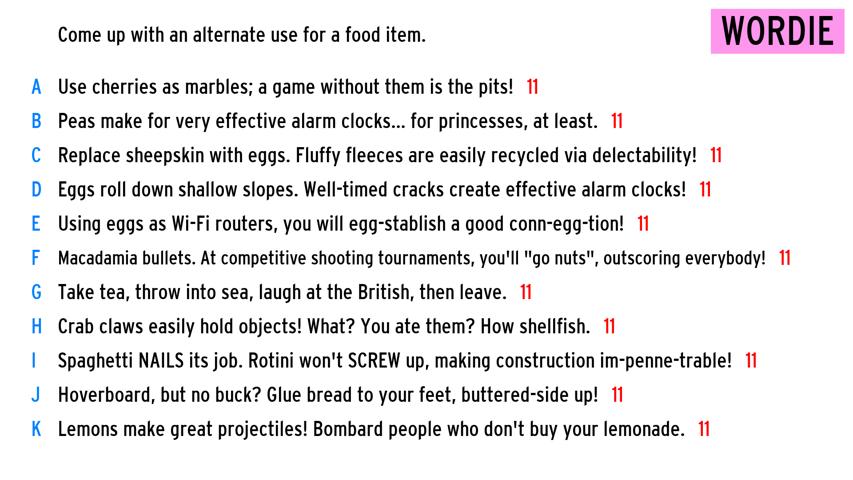 Come up with an alternate use for a food item.
WORDIE
A Use cherries as marbles; a game without them is the pits! 11
B Peas make for very effective alarm clocks... for princesses, at least. 11
C Replace sheepskin with eggs. Fluffy fleeces are easily recycled via delectability! 11
D Eggs roll down shallow slopes. Well-timed cracks create effective alarm clocks! 11
E Using eggs as Wi-Fi routers, you will egg-stablish a good conn-egg-tion! 11
F Macadamia bullets. At competitive shooting tournaments, you'll "go nuts", outscoring everybody! 11
G Take tea, throw into sea, laugh at the British, then leave. 11
H Crab claws easily hold objects! What? You ate them? How shellfish. 11
I Spaghetti NAILS its job. Rotini won't SCREW up, making construction im-penne-trable! 11
J Hoverboard, but no buck? Glue bread to your feet, buttered-side up! 11
K Lemons make great projectiles! Bombard people who don't buy your lemonade. 11